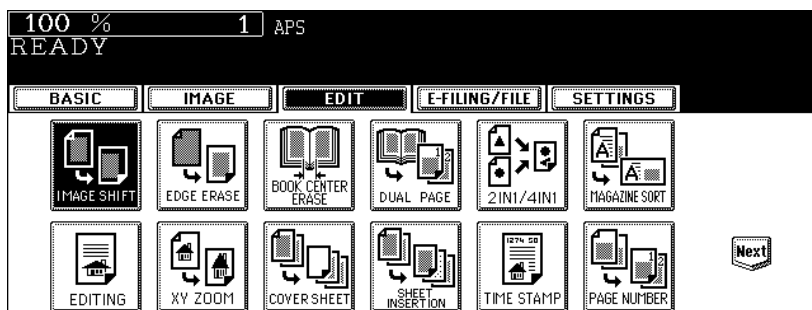 100 % 1 APS
READY
BASIC IMAGE EDIT E-FILING/FILE SETTINGS
IMAGE SHIFT EDGE ERASE BOOK CENTER ERASE DUAL PAGE 2IN1/4IN1 MAGAZINE SORT
EDITING XY ZOOM COVER SHEET SHEET INSERTION TIME STAMP PAGE NUMBER Next